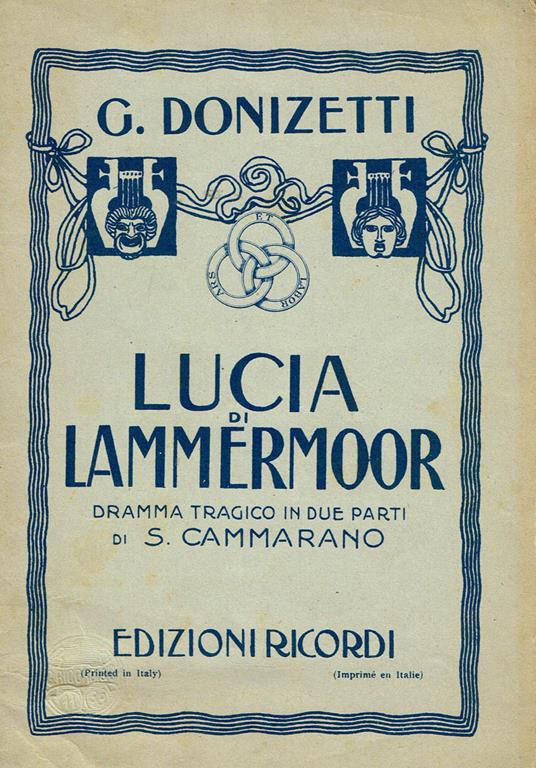 G. DONIZETTI
ARS ET LABOR
LUCIA
DI
LAMMERMOOR
DRAMMA TRAGICO IN DUE PARTI
DI S. CAMMARANO
EDIZIONI RICORDI
(Printed in Italy)
(Imprimé en Italie)